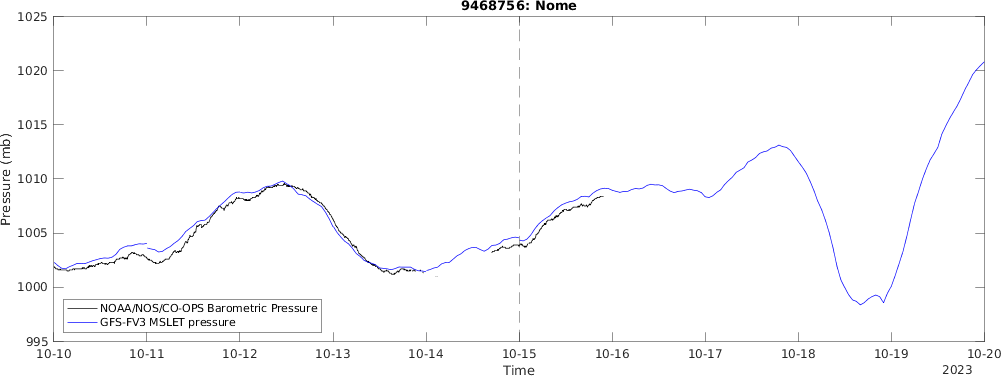 9468756: Nome
Pressure (mb)
1025
1020
1015
1010
1005
1000
995
NOAA/NOS/CO-OPS Barometric Pressure
GFS-FV3 MSLET pressure
10-10 10-11 10-12 10-13 10-14 10-15 10-16 10-17 10-18 10-19 10-20
Time
2023